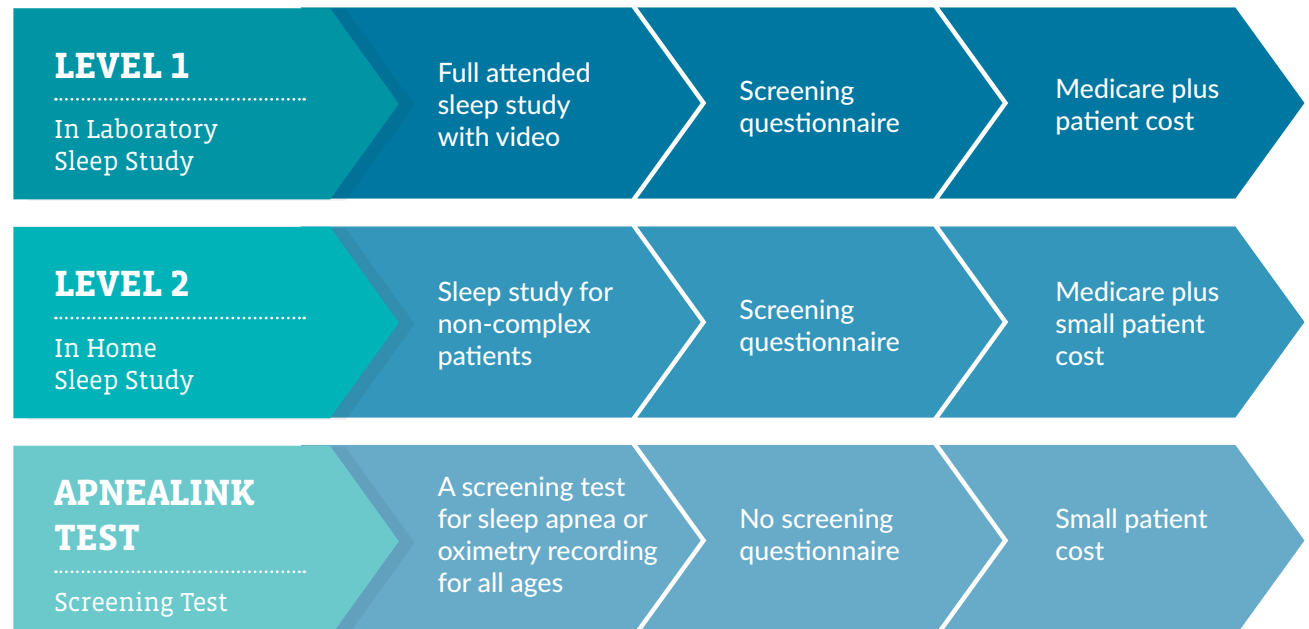 LEVEL 1
In Laboratory
Sleep Study
Full attended
sleep study
with video
Screening
questionnaire
Medicare plus
patient cost
LEVEL 2
In Home
Sleep Study
Sleep study for
non-complex
patients
Screening
questionnaire
Medicare plus
small patient
cost
APNEALINK
TEST
Screening Test
A screening test
for sleep apnea or
oximetry recording
for all ages
No screening
questionnaire
Small patient
cost